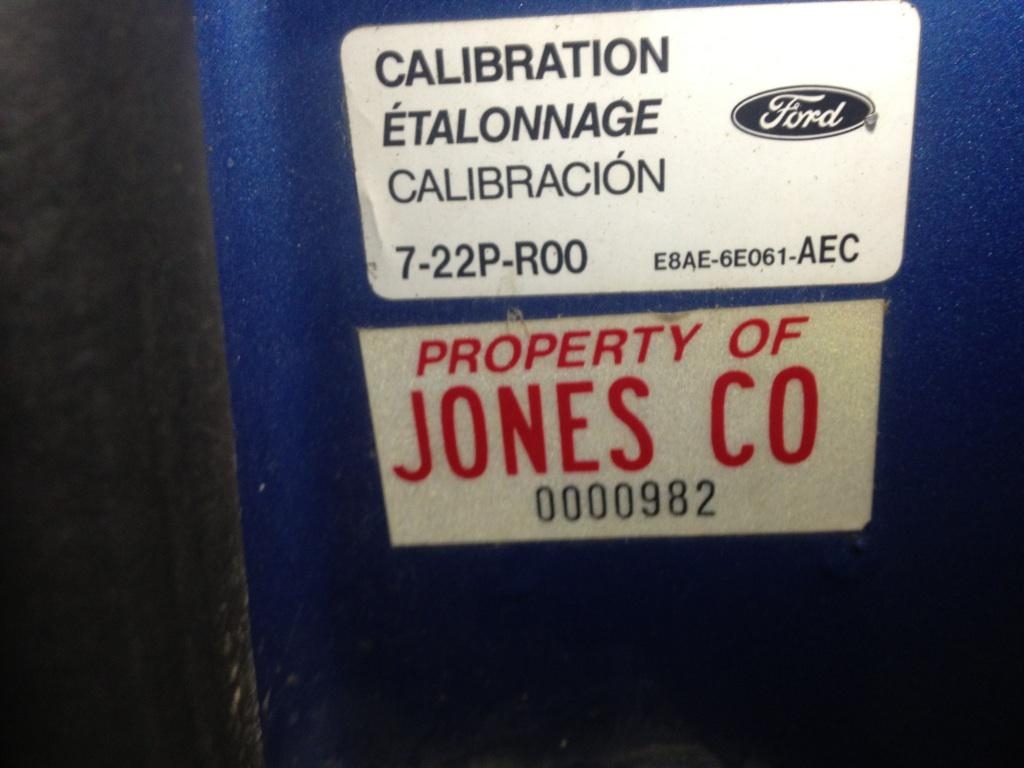 CALIBRATION
ÉTALONNAGE
CALIBRACIÓN
Ford
7-22P-R00 E8AE-6E061-AEC
PROPERTY OF
JONES CO
0000982